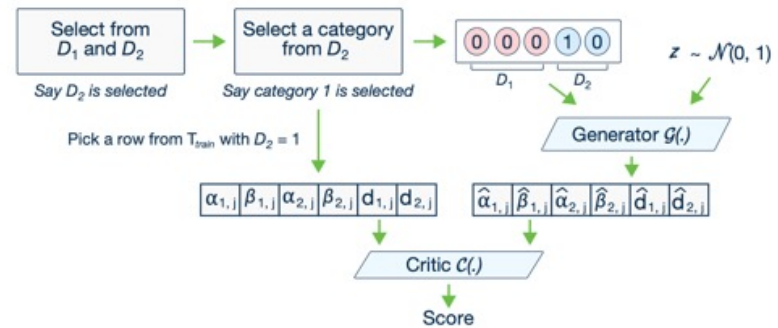 Select from
D₁ and D₂
Select a category
from D₂
0 0 0 1 0
D₁ D₂
z ~ 𝒩(0, 1)
Say D₂ is selected
Say category 1 is selected
Pick a row from T_train with D₂ = 1
Generator 𝒢(.)
α₁,ⱼ β₁,ⱼ α₂,ⱼ β₂,ⱼ d₁,ⱼ d₂,ⱼ
α̂₁,ⱼ β̂₁,ⱼ α̂₂,ⱼ β̂₂,ⱼ d̂₁,ⱼ d̂₂,ⱼ
Critic 𝒞(.)
Score